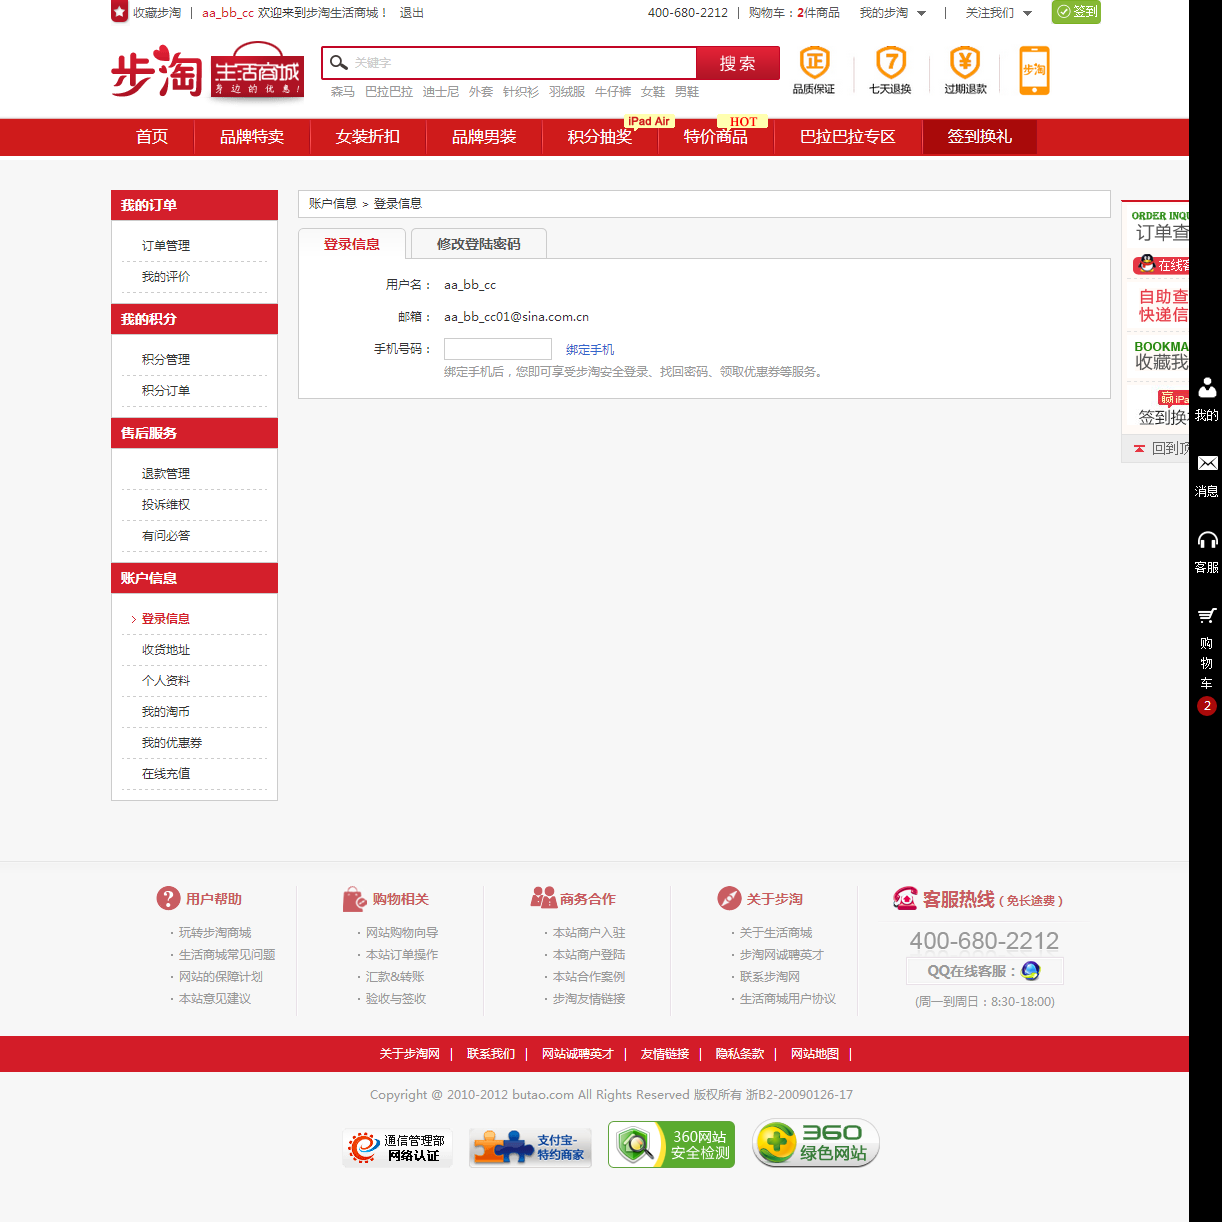 收藏步淘 | aa_bb_cc 欢迎来到步淘生活商城！ 退出
400-680-2212 | 购物车：2件商品 我的步淘 | 关注我们 签到
步淘 生活商城 身边的优惠！
关键字 搜索
森马 巴拉巴拉 迪士尼 外套 针织衫 羽绒服 牛仔裤 女鞋 男鞋
正 7 ¥ 步淘
品质保证 七天退换 过期退款
iPad Air HOT
首页 品牌特卖 女装折扣 品牌男装 积分抽奖 特价商品 巴拉巴拉专区 签到换礼
我的订单
订单管理
我的评价
我的积分
积分管理
积分订单
售后服务
退款管理
投诉维权
有问必答
账户信息
登录信息
收货地址
个人资料
我的淘币
我的优惠券
在线充值
账户信息 > 登录信息
登录信息 修改登陆密码
用户名： aa_bb_cc
邮箱： aa_bb_cc01@sina.com.cn
手机号码： 绑定手机
绑定手机后，您即可享受步淘安全登录、找回密码、领取优惠券等服务。
ORDER INQU
订单查
在线客
自助查
快递信
BOOKMA
收藏我
赢iPa
签到换
回到顶
我的
消息
客服
购
物
车
2
用户帮助
· 玩转步淘商城
· 生活商城常见问题
· 网站的保障计划
· 本站意见建议
购物相关
· 网站购物向导
· 本站订单操作
· 汇款&转账
· 验收与签收
商务合作
· 本站商户入驻
· 本站商户登陆
· 本站合作案例
· 步淘友情链接
关于步淘
· 关于生活商城
· 步淘网诚聘英才
· 联系步淘网
· 生活商城用户协议
客服热线 ( 免长途费 )
400-680-2212
QQ在线客服：
(周一到周日：8:30-18:00)
关于步淘网 | 联系我们 | 网站诚聘英才 | 友情链接 | 隐私条款 | 网站地图 |
Copyright @ 2010-2012 butao.com All Rights Reserved 版权所有 浙B2-20090126-17
通信管理部
网络认证
支付宝-
特约商家
360网站
安全检测
360
绿色网站